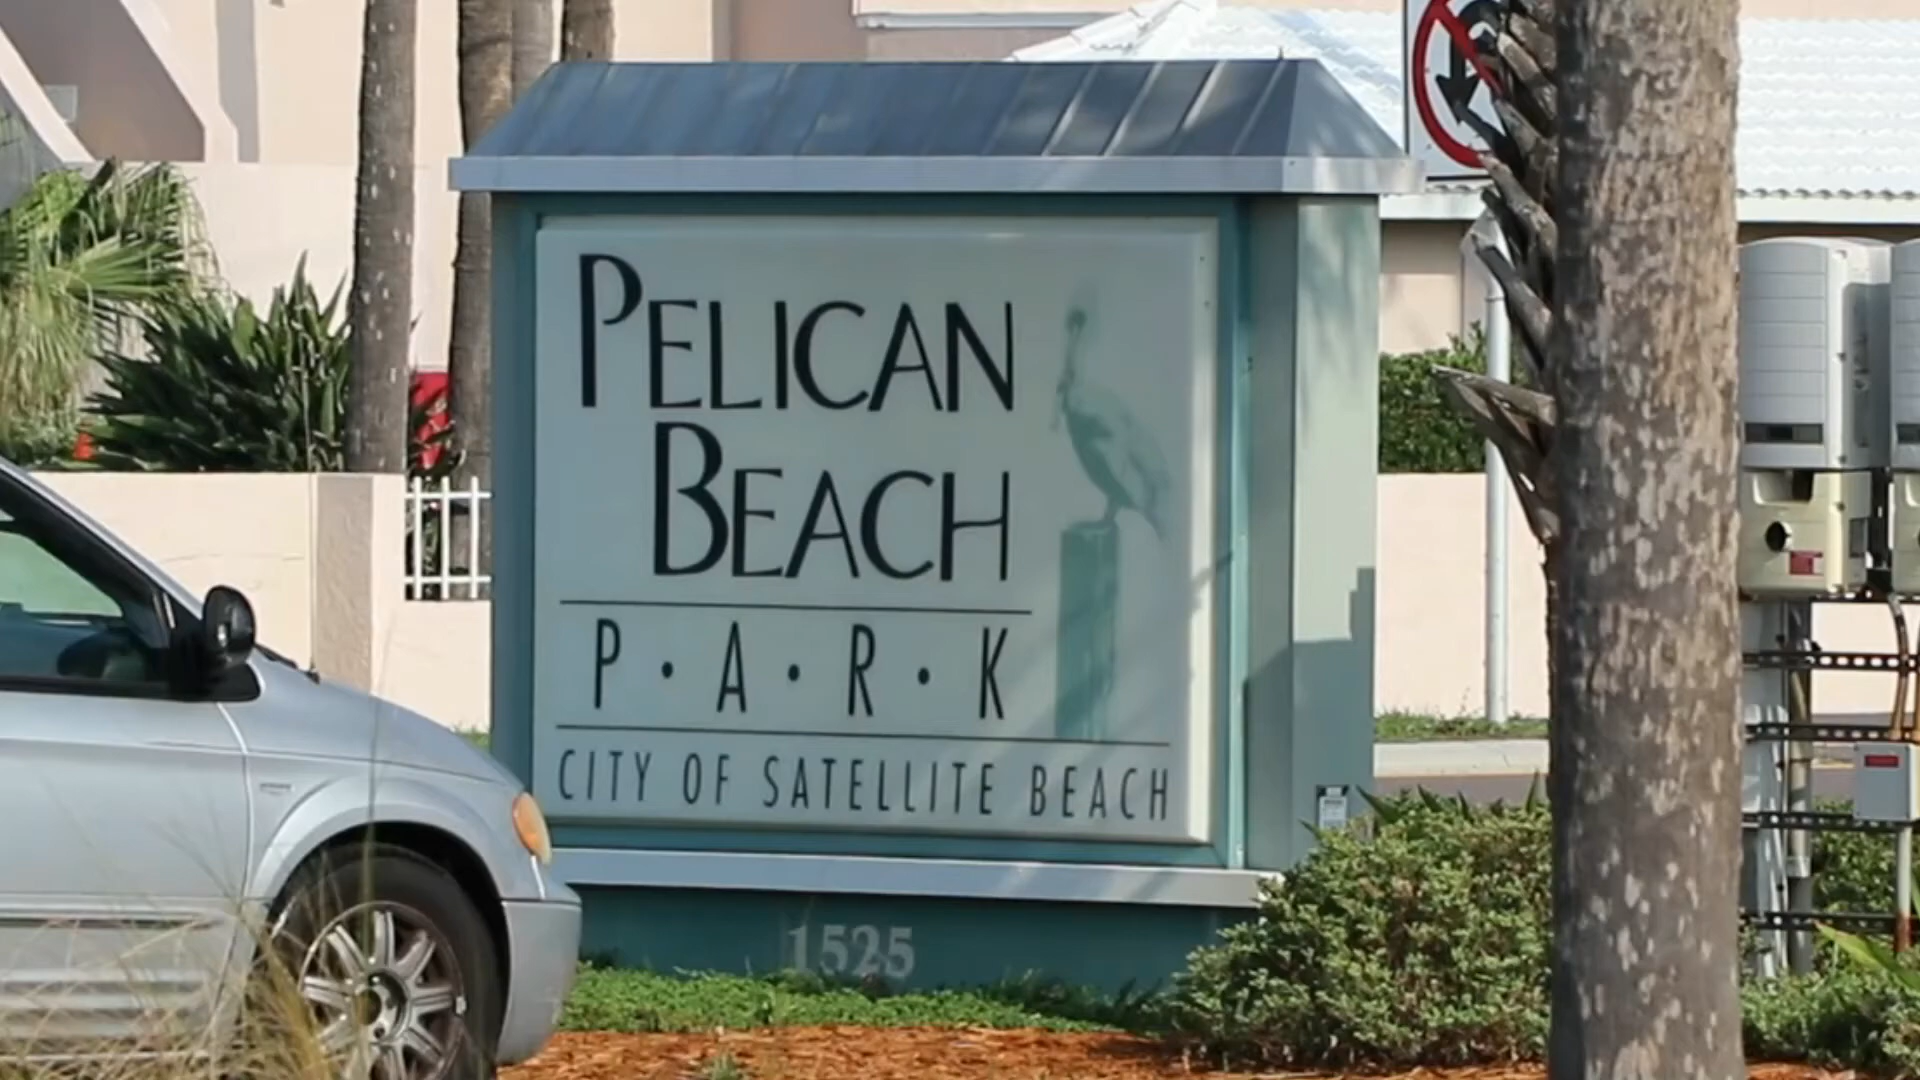 PELICAN
BEACH
P·A·R·K
CITY OF SATELLITE BEACH
1525